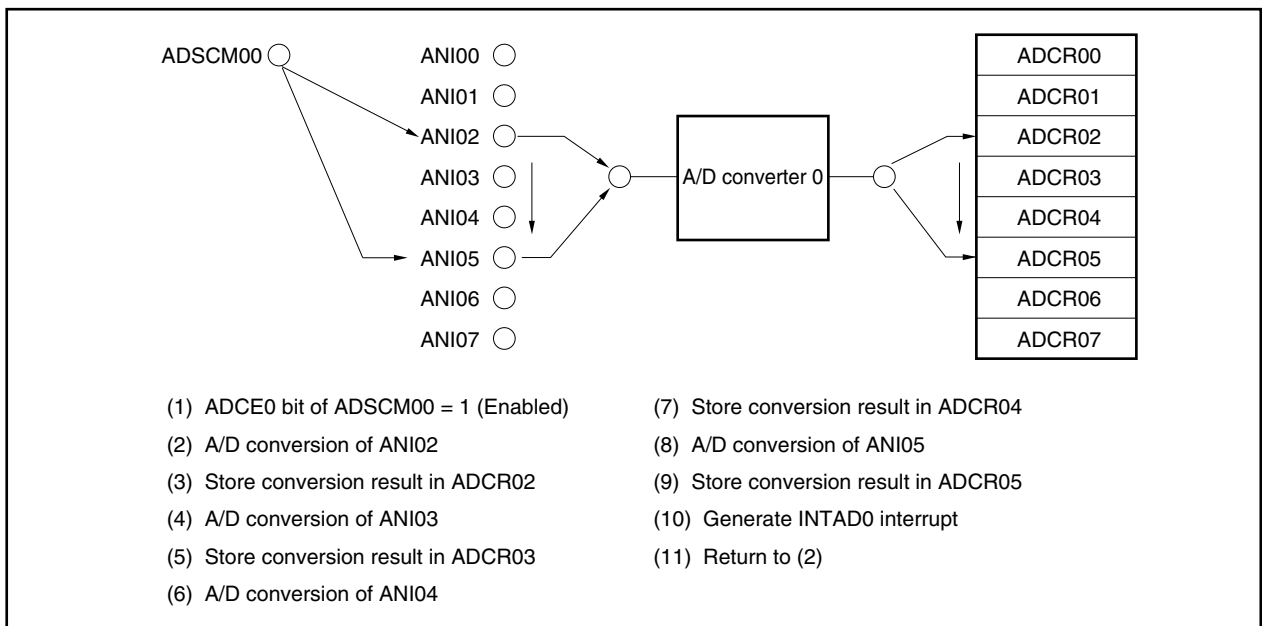 ADSCM00
ANI00
ANI01
ANI02
ANI03
ANI04
ANI05
ANI06
ANI07
A/D converter 0
ADCR00
ADCR01
ADCR02
ADCR03
ADCR04
ADCR05
ADCR06
ADCR07
(1) ADCE0 bit of ADSCM00 = 1 (Enabled)
(2) A/D conversion of ANI02
(3) Store conversion result in ADCR02
(4) A/D conversion of ANI03
(5) Store conversion result in ADCR03
(6) A/D conversion of ANI04
(7) Store conversion result in ADCR04
(8) A/D conversion of ANI05
(9) Store conversion result in ADCR05
(10) Generate INTAD0 interrupt
(11) Return to (2)